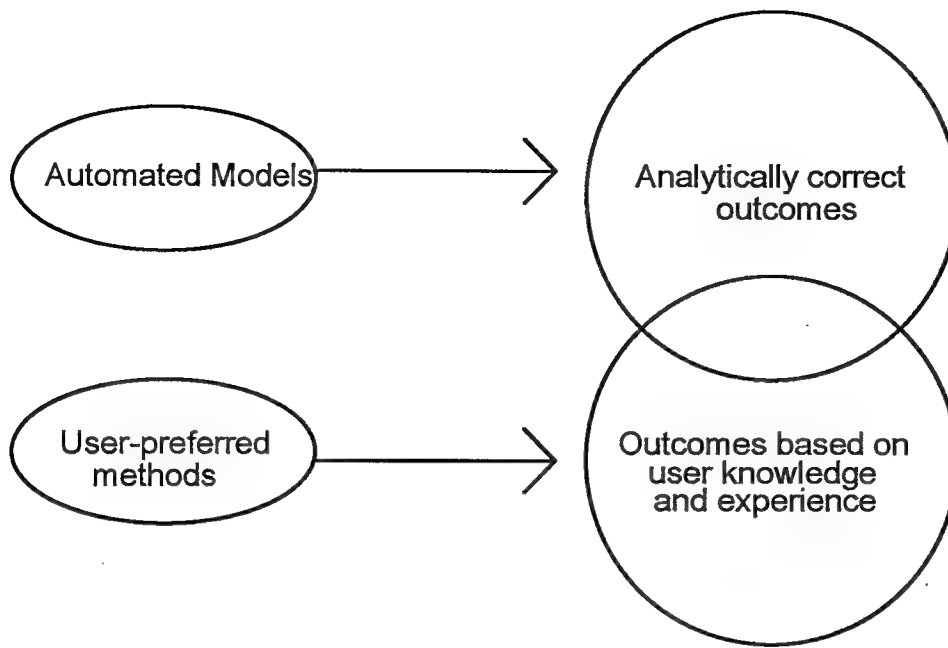 Automated Models
Analytically correct
outcomes
User-preferred
methods
Outcomes based on
user knowledge
and experience